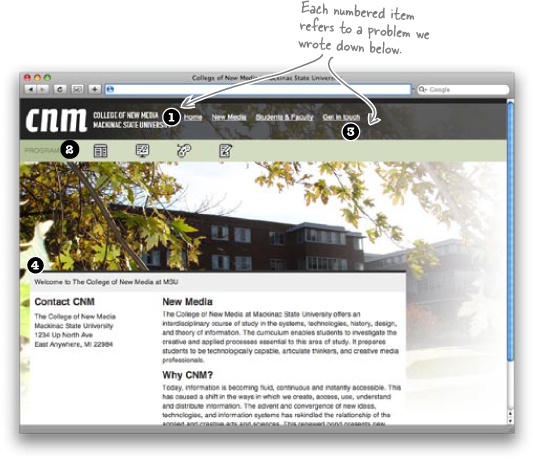 Each numbered item
refers to a problem we
wrote down below.
College of New Media - Mackinac State University
Google
cnm
COLLEGE OF NEW MEDIA
MACKINAC STATE UNIVERSITY
1
Home New Media Students & Faculty Get in touch
3
PROGRAM
2
4
Welcome to The College of New Media at MSU
Contact CNM
The College of New Media
Mackinac State University
1234 Up North Ave
East Anywhere, MI 22984
New Media
The College of New Media at Mackinac State University offers an
interdisciplinary course of study in the systems, technologies, history, design,
and theory of information. The curriculum enables students to investigate the
creative and applied processes essential to this area of study. It prepares
students to be technologically capable, articulate thinkers, and creative media
professionals.
Why CNM?
Today, information is becoming fluid, continuous and instantly accessible. This
has caused a shift in the ways in which we create, access, use, understand
and distribute information. The advent and convergence of new ideas,
technologies, and information systems has rekindled the relationship of the
applied and creative arts and sciences. This renewed bond presents new